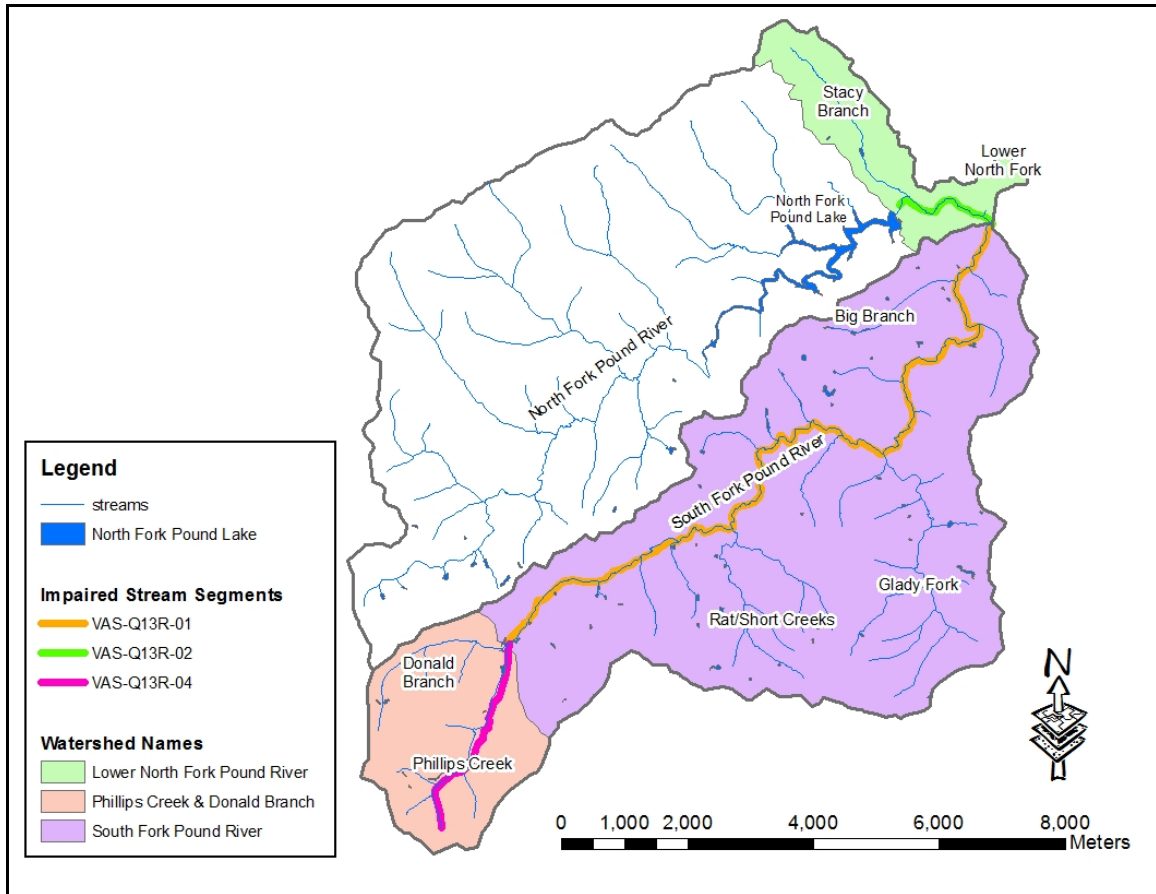 Stacy
Branch
Lower
North Fork
North Fork
Pound Lake
Big Branch
North Fork Pound River
South Fork Pound River
Glady Fork
Rat/Short Creeks
Donald
Branch
Phillips Creek
Legend
streams
North Fork Pound Lake
Impaired Stream Segments
VAS-Q13R-01
VAS-Q13R-02
VAS-Q13R-04
Watershed Names
Lower North Fork Pound River
Phillips Creek & Donald Branch
South Fork Pound River
N
0 1,000 2,000 4,000 6,000 8,000
Meters